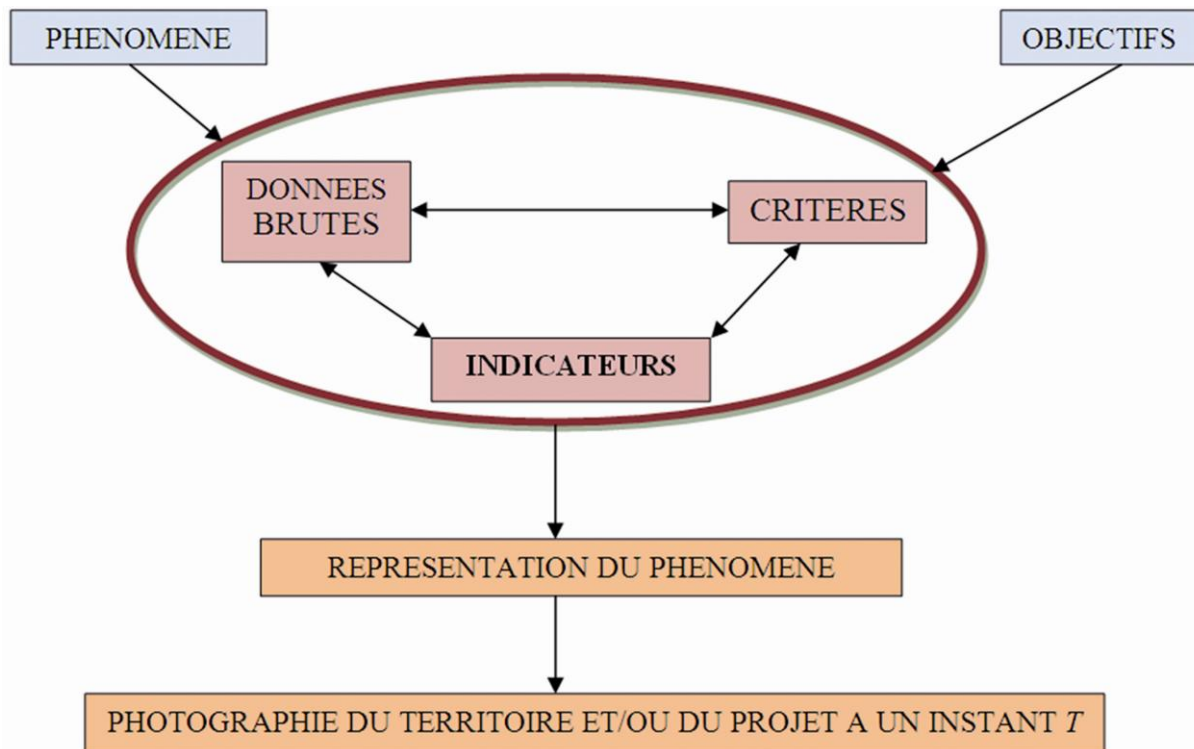 PHENOMENE
OBJECTIFS
DONNEES
BRUTES
CRITERES
INDICATEURS
REPRESENTATION DU PHENOMENE
PHOTOGRAPHIE DU TERRITOIRE ET/OU DU PROJET A UN INSTANT T